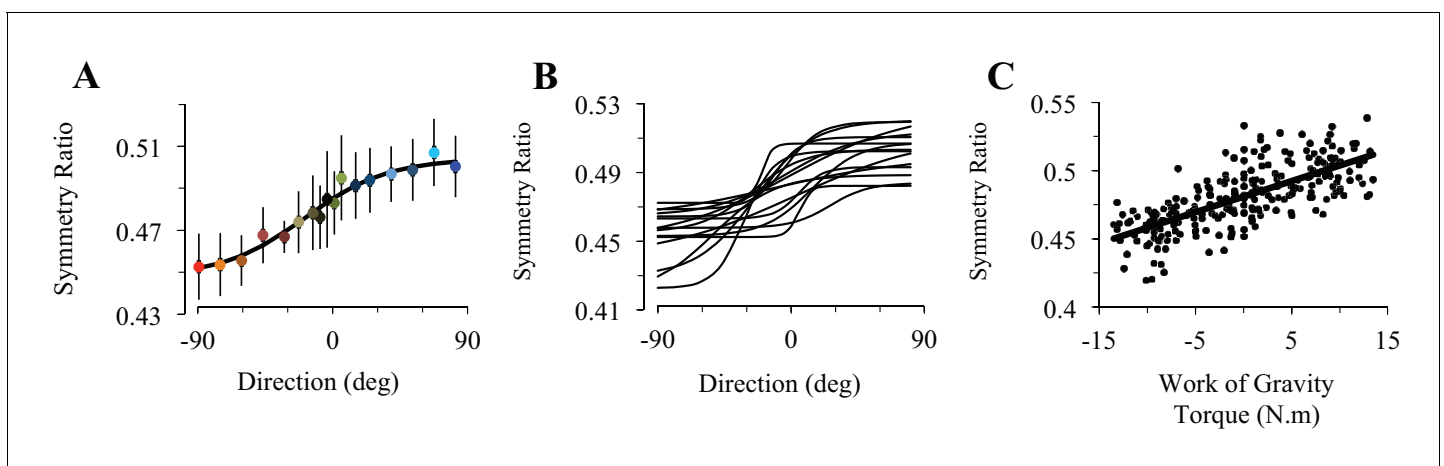 A
Symmetry Ratio
0.51
0.47
0.43
-90
0
90
Direction (deg)
B
Symmetry Ratio
0.53
0.49
0.45
0.41
-90
0
90
Direction (deg)
C
Symmetry Ratio
0.55
0.5
0.45
0.4
-15
-5
5
15
Work of Gravity
Torque (N.m)